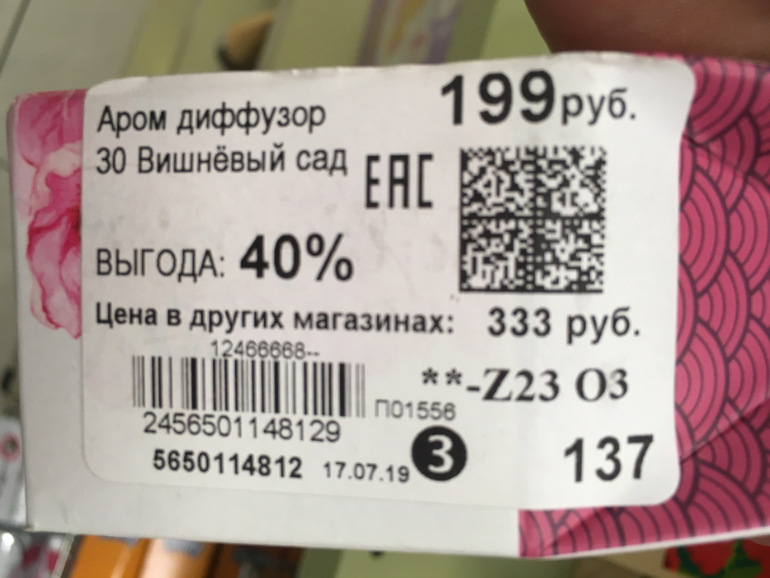 199руб.
Аром диффузор
30 Вишнёвый сад
ЕАС
ВЫГОДА: 40%
Цена в других магазинах: 333 руб.
12466668--
**-Z23 O3
П01556
2456501148129
5650114812 17.07.19 3 137